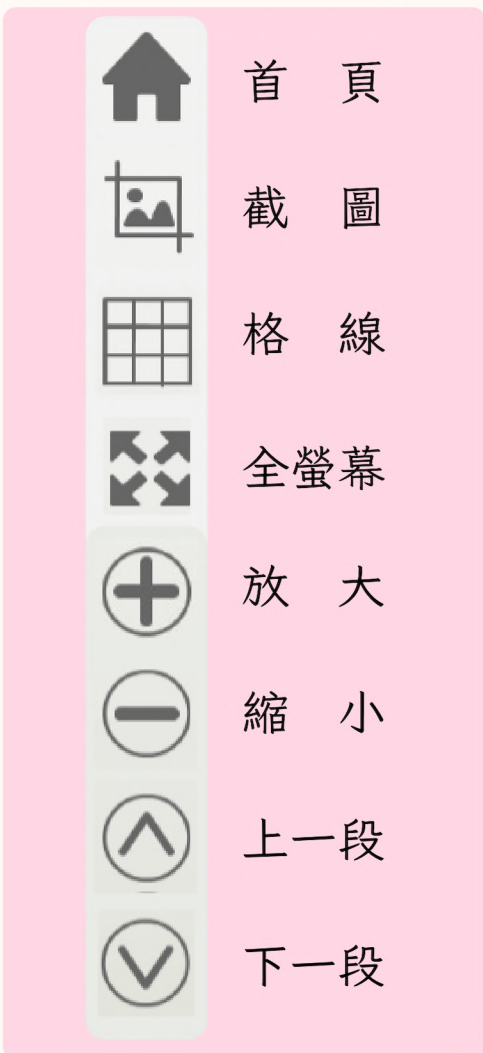 首　頁
截　圖
格　線
全螢幕
放　大
縮　小
上一段
下一段